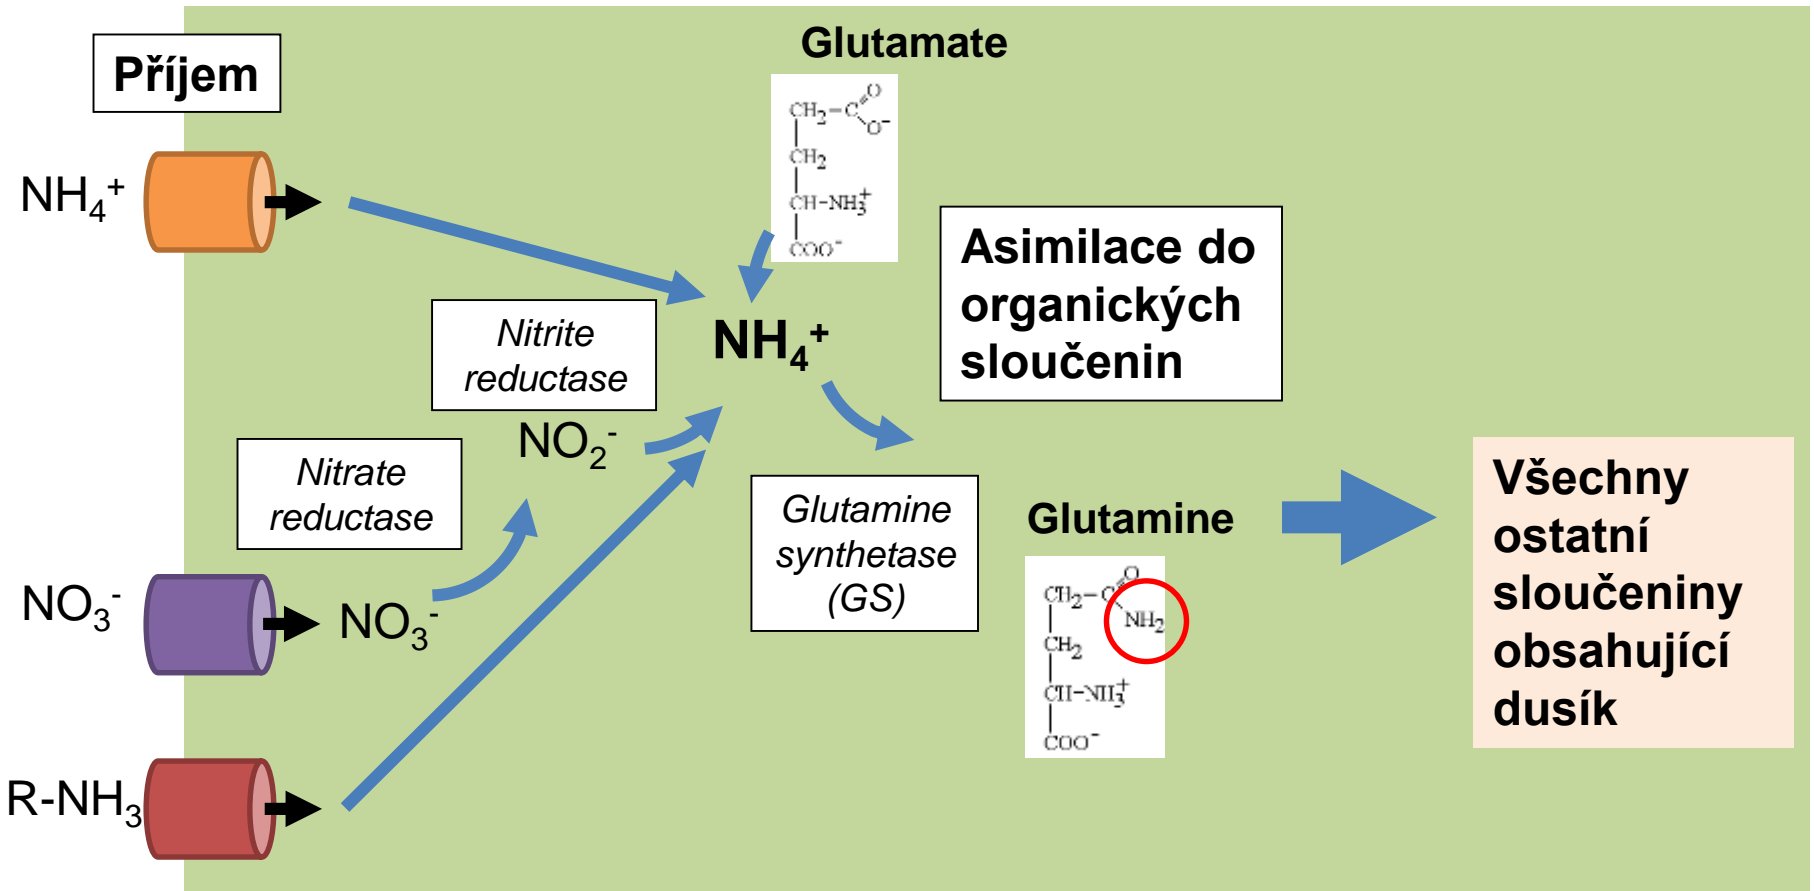 Příjem
Glutamate
CH₂–C
O
O⁻
CH₂
CH–NH₃⁺
COO⁻
NH₄⁺
Asimilace do
organických
sloučenin
Nitrite
reductase
NH₄⁺
NO₂⁻
Nitrate
reductase
Glutamine
synthetase
(GS)
Glutamine
O
CH₂–C
NH₂
CH₂
CH–NH₃⁺
COO⁻
Všechny
ostatní
sloučeniny
obsahující
dusík
NO₃⁻
NO₃⁻
R-NH₃